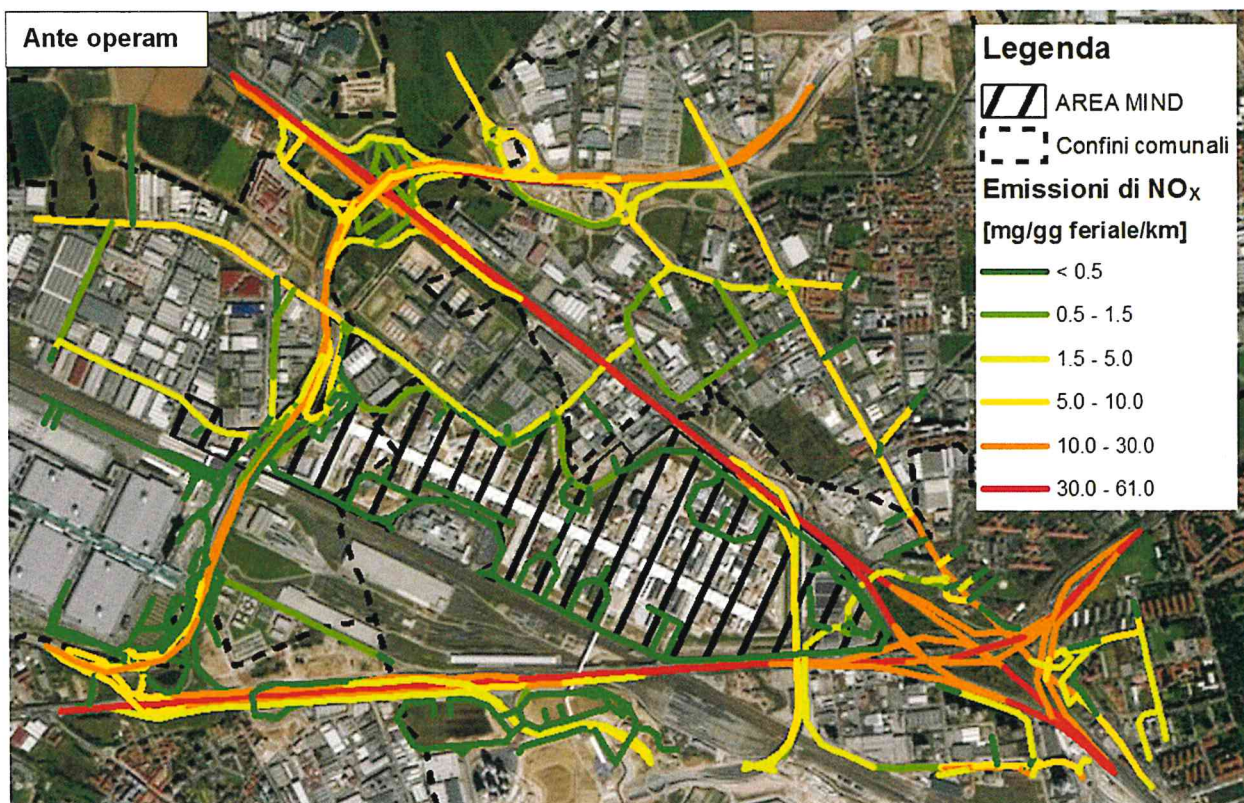 Ante operam
Legenda
AREA MIND
Confini comunali
Emissioni di NOX
[mg/gg feriale/km]
< 0.5
0.5 - 1.5
1.5 - 5.0
5.0 - 10.0
10.0 - 30.0
30.0 - 61.0